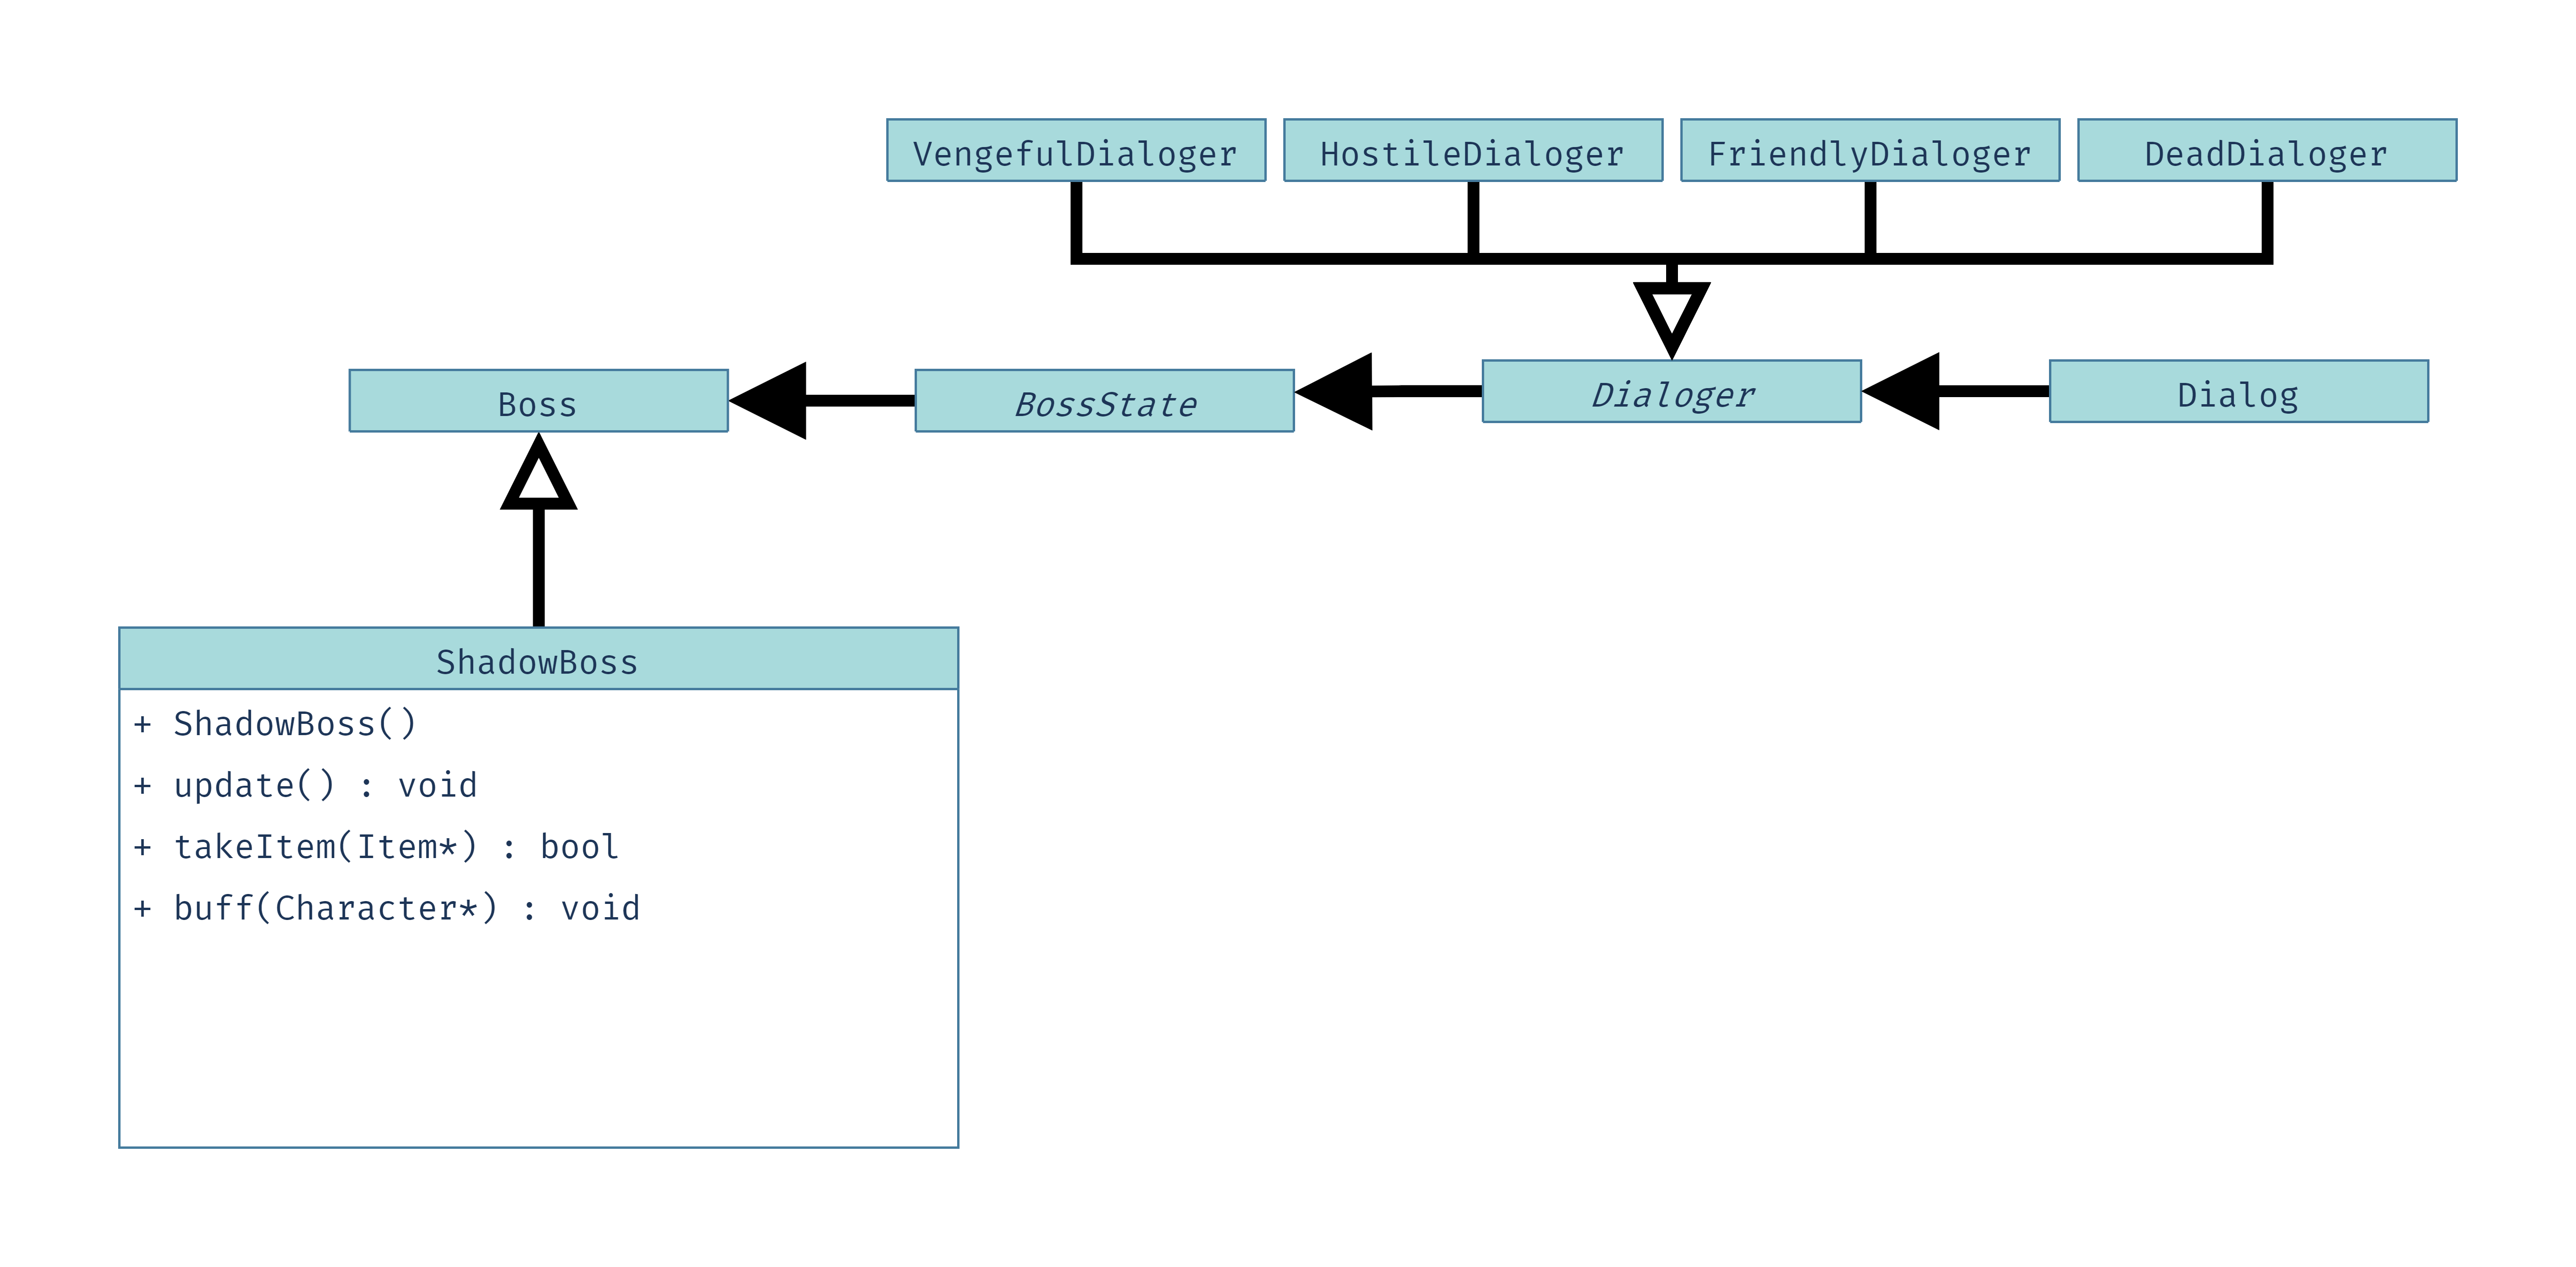 VengefulDialoger
HostileDialoger
FriendlyDialoger
DeadDialoger
Boss
BossState
Dialoger
Dialog
ShadowBoss
+ ShadowBoss()
+ update() : void
+ takeItem(Item*) : bool
+ buff(Character*) : void